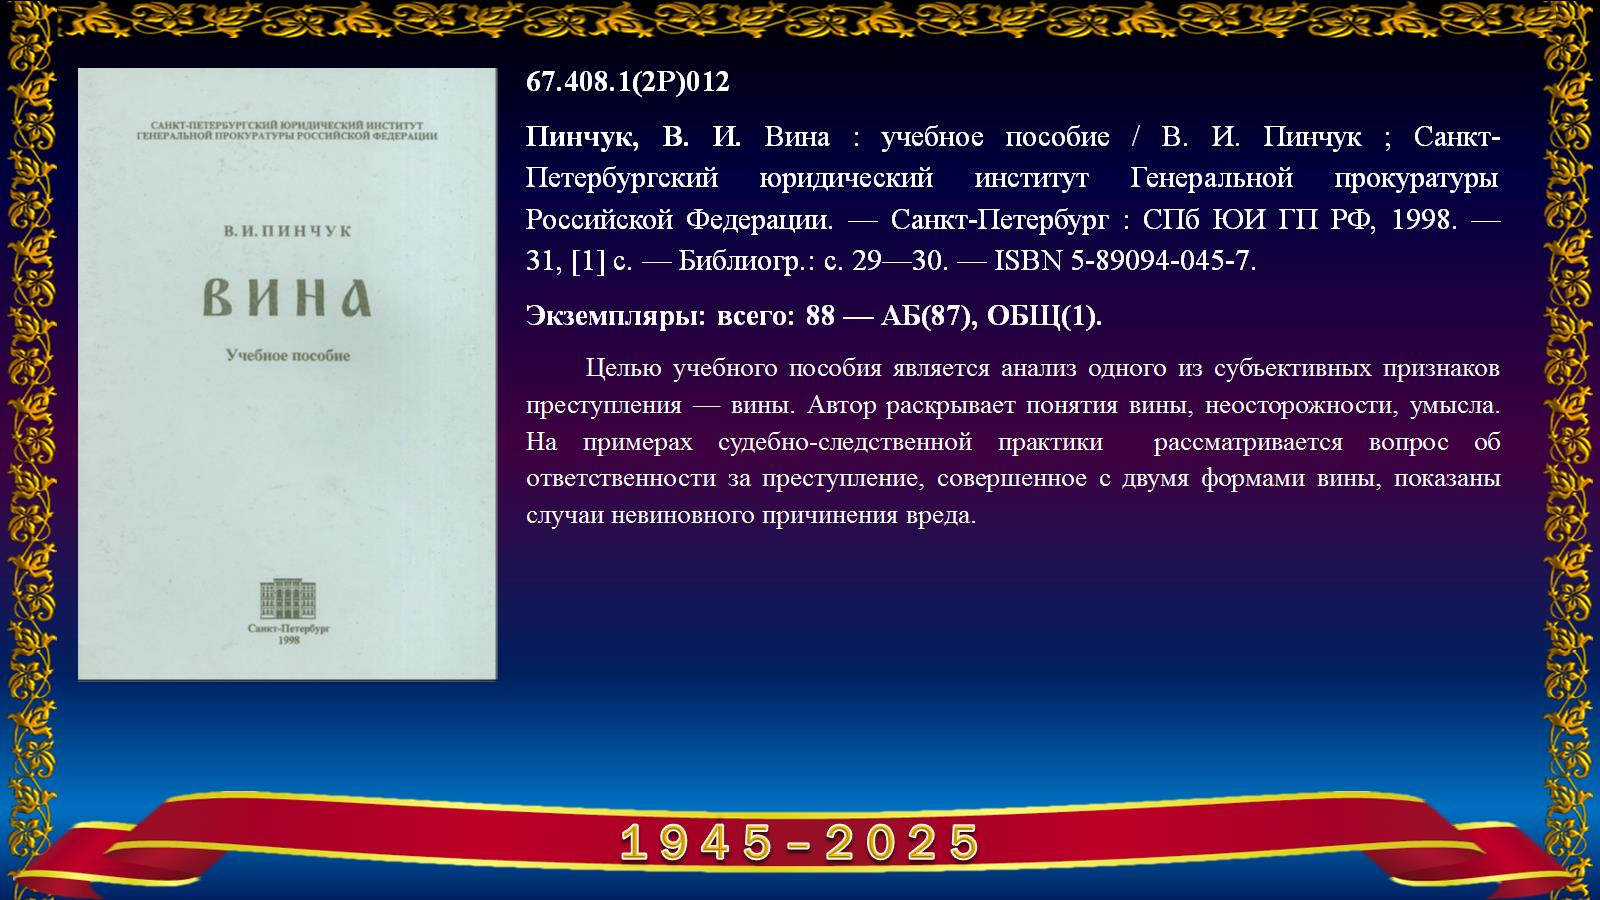 САНКТ-ПЕТЕРБУРГСКИЙ ЮРИДИЧЕСКИЙ ИНСТИТУТ
ГЕНЕРАЛЬНОЙ ПРОКУРАТУРЫ РОССИЙСКОЙ ФЕДЕРАЦИИ
В. И. ПИНЧУК
ВИНА
Учебное пособие
Санкт-Петербург
1998
67.408.1(2Р)012
Пинчук, В. И. Вина : учебное пособие / В. И. Пинчук ; Санкт-
Петербургский юридический институт Генеральной прокуратуры
Российской Федерации. — Санкт-Петербург : СПб ЮИ ГП РФ, 1998. —
31, [1] с. — Библиогр.: с. 29—30. — ISBN 5-89094-045-7.
Экземпляры: всего: 88 — АБ(87), ОБЩ(1).
Целью учебного пособия является анализ одного из субъективных признаков
преступления — вины. Автор раскрывает понятия вины, неосторожности, умысла.
На примерах судебно-следственной практики рассматривается вопрос об
ответственности за преступление, совершенное с двумя формами вины, показаны
случаи невиновного причинения вреда.
1945–2025